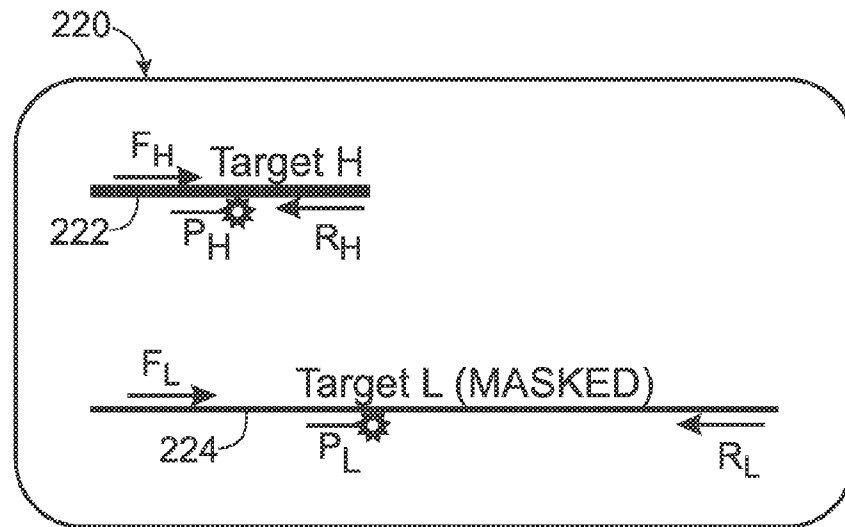 220
F_H Target H
222 P_H R_H
F_L Target L (MASKED)
224 P_L R_L